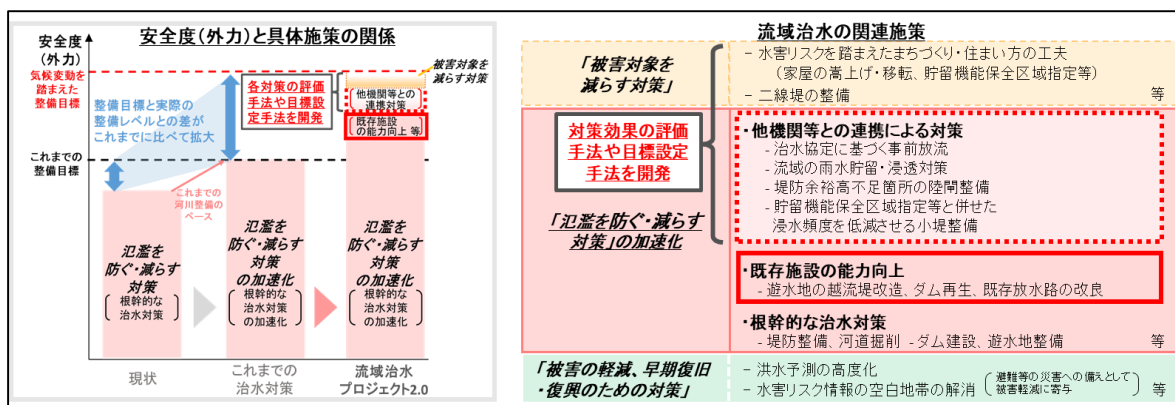 安全度(外力)と具体施策の関係
安全度
(外力)
気候変動を
踏まえた
整備目標
整備目標と実際の
整備レベルとの差が
これまでに比べて拡大
これまでの
整備目標
これまでの
河川整備の
ペース
各対策の評価
手法や目標設
定手法を開発
被害対象を
減らす対策
他機関等との
連携対策
既存施設
の能力向上 等
氾濫を
防ぐ・減らす
対策
根幹的な
治水対策
氾濫を
防ぐ・減らす
対策
の加速化
根幹的な
治水対策
の加速化
氾濫を
防ぐ・減らす
対策
の加速化
根幹的な
治水対策
の加速化
現状
これまでの
治水対策
流域治水
プロジェクト2.0
流域治水の関連施策
「被害対象を
減らす対策」
- 水害リスクを踏まえたまちづくり・住まい方の工夫
(家屋の嵩上げ・移転、貯留機能保全区域指定等)
- 二線堤の整備 等
対策効果の評価
手法や目標設定
手法を開発
「氾濫を防ぐ・減らす
対策」の加速化
・他機関等との連携による対策
- 治水協定に基づく事前放流
- 流域の雨水貯留・浸透対策
- 堤防余裕高不足箇所の陸閘整備
- 貯留機能保全区域指定等と併せた
浸水頻度を低減させる小堤整備
・既存施設の能力向上
- 遊水地の越流堤改造、ダム再生、既存放水路の改良
・根幹的な治水対策
- 堤防整備、河道掘削 - ダム建設、遊水地整備 等
「被害の軽減、早期復旧
・復興のための対策」
- 洪水予測の高度化
- 水害リスク情報の空白地帯の解消
避難等の災害への備えとして
被害軽減に寄与
等